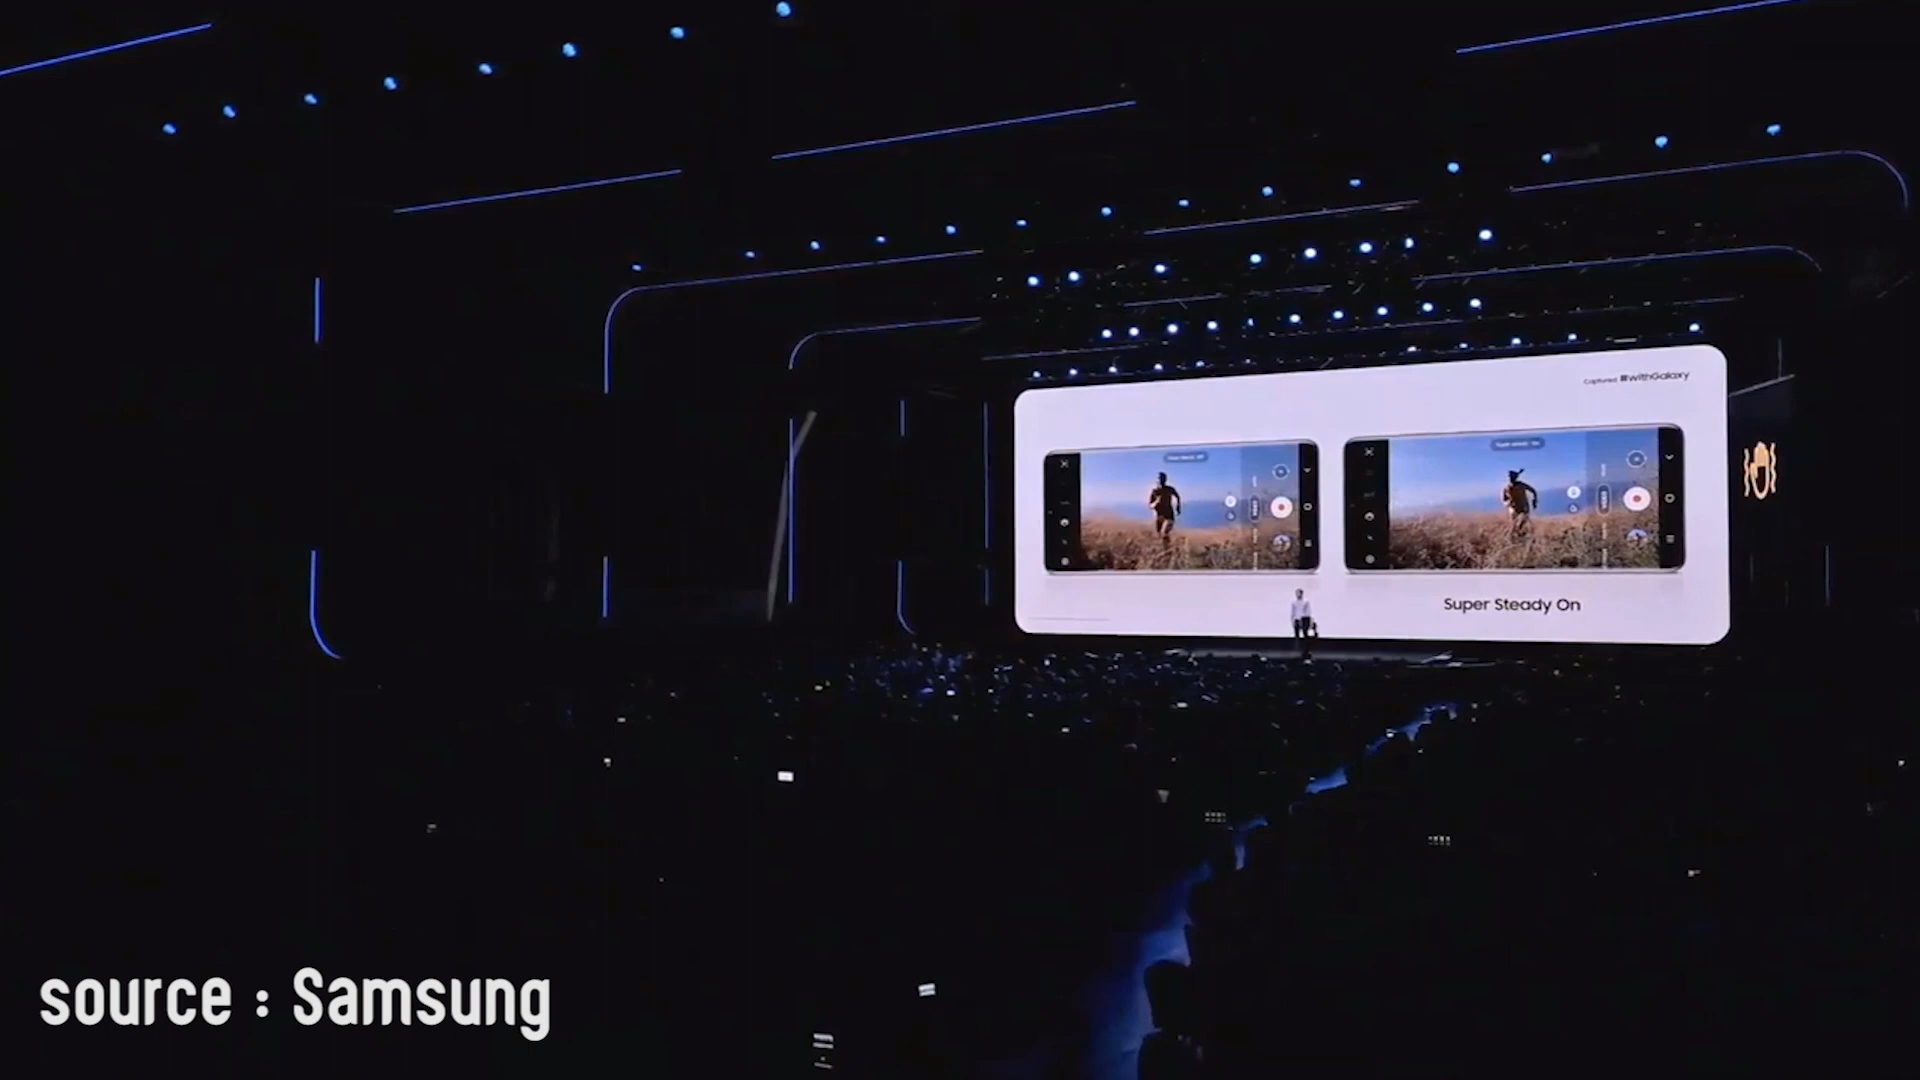 Captured #withGalaxy
Super Steady On
source : Samsung